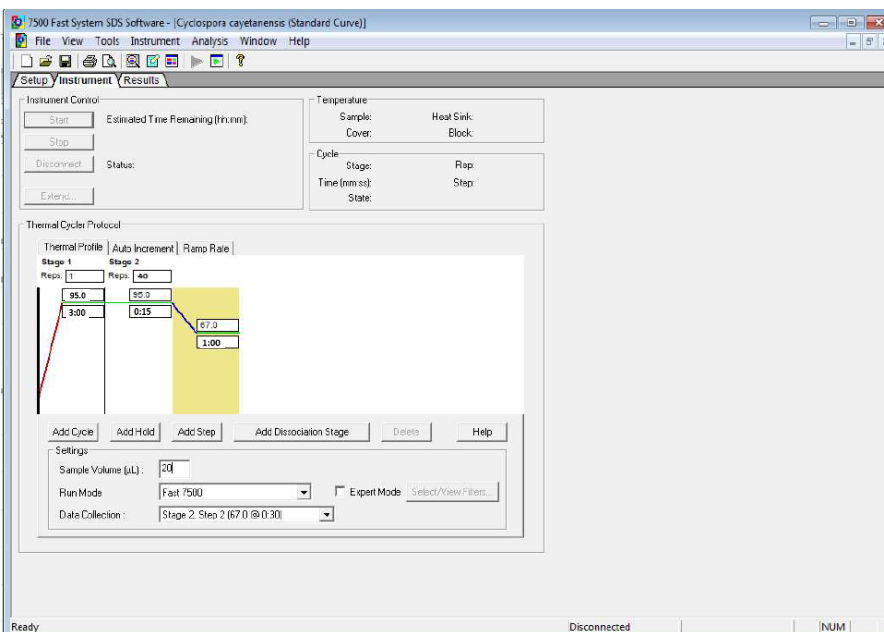 7500 Fast System SDS Software - [Cyclospora cayetanensis (Standard Curve)]
File View Tools Instrument Analysis Window Help
Setup Instrument Results
Instrument Control
Start Estimated Time Remaining (hh:mm):
Stop
Disconnect Status:
Extend...
Temperature
Sample: Heat Sink:
Cover: Block:
Cycle
Stage: Rep:
Time (mm:ss): Step:
State:
Thermal Cycler Protocol
Thermal Profile Auto Increment Ramp Rate
Stage 1 Stage 2
Reps: 1 Reps: 40
95.0 95.0
3:00 0:15
67.0
1:00
Add Cycle Add Hold Add Step Add Dissociation Stage Delete Help
Settings
Sample Volume (µL) : 20
Run Mode Fast 7500 Expert Mode Select/View Filters...
Data Collection : Stage 2, Step 2 (67.0 @ 0:30)
Ready Disconnected NUM